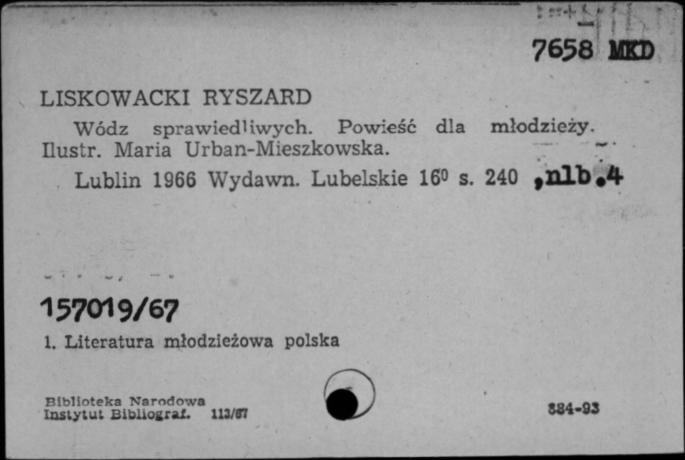 7658 MKD
LISKOWACKI RYSZARD
Wódz sprawiedliwych. Powieść dla młodzieży.
Ilustr. Maria Urban-Mieszkowska.
Lublin 1966 Wydawn. Lubelskie 16⁰ s. 240 ,nlb.4
157019/67
1. Literatura młodzieżowa polska
Biblioteka Narodowa
Instytut Bibliograf. 113/67
884-93